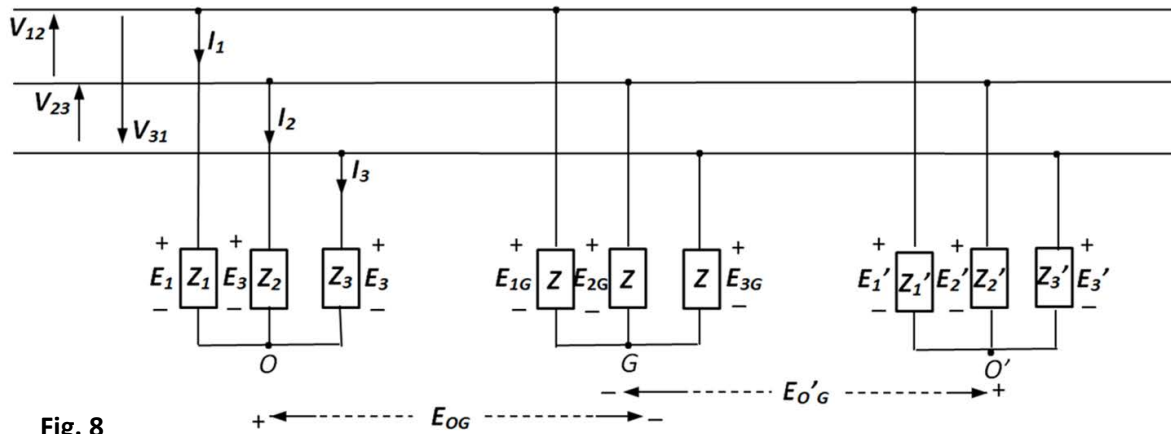 V12 I1
V23 I2
V31
I3
+ + + + + + + + +
E1 Z1 E3 Z2 Z3 E3 E1G Z E2G Z Z E3G E1' Z1' E2' Z2' Z3' E3'
– – – – – – – – –
O G O'
– E O'G +
+ EOG –
Fig. 8